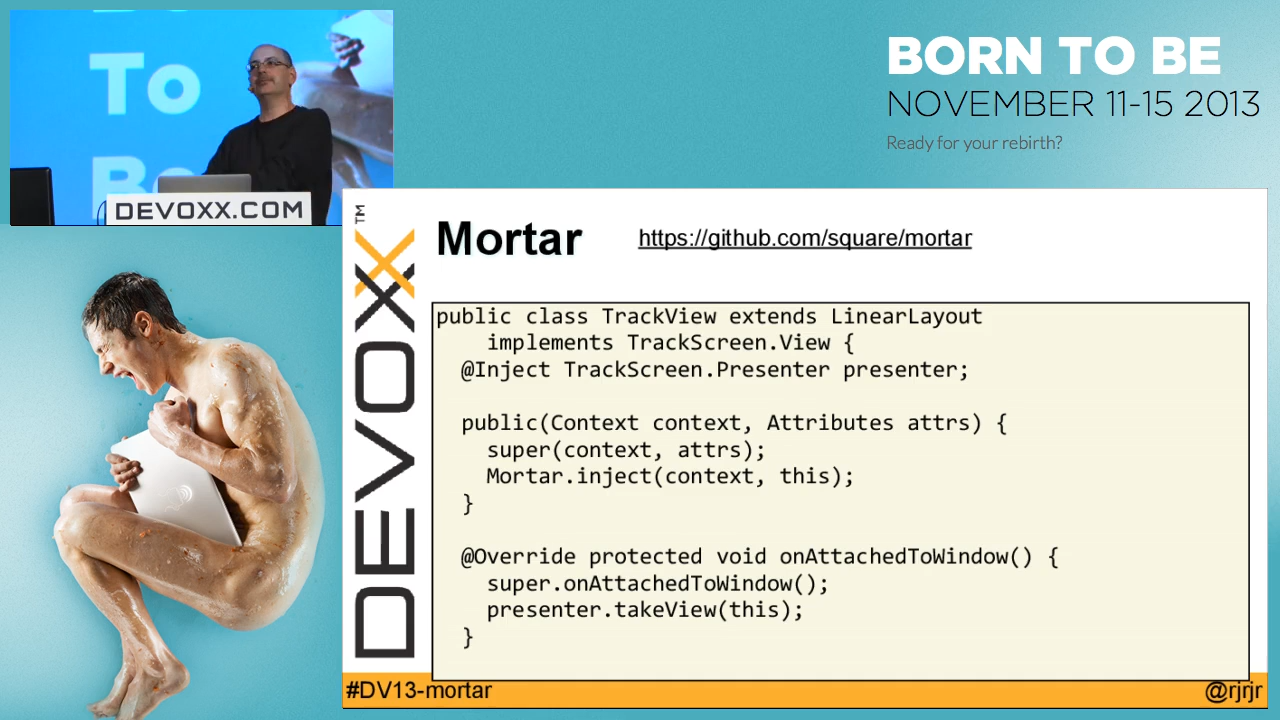 To
Be
DEVOXX.COM
BORN TO BE
NOVEMBER 11-15 2013
Ready for your rebirth?
DEVOXX™
Mortar
https://github.com/square/mortar
public class TrackView extends LinearLayout
implements TrackScreen.View {
@Inject TrackScreen.Presenter presenter;
public(Context context, Attributes attrs) {
super(context, attrs);
Mortar.inject(context, this);
}
@Override protected void onAttachedToWindow() {
super.onAttachedToWindow();
presenter.takeView(this);
}
#DV13-mortar
@rjrjr